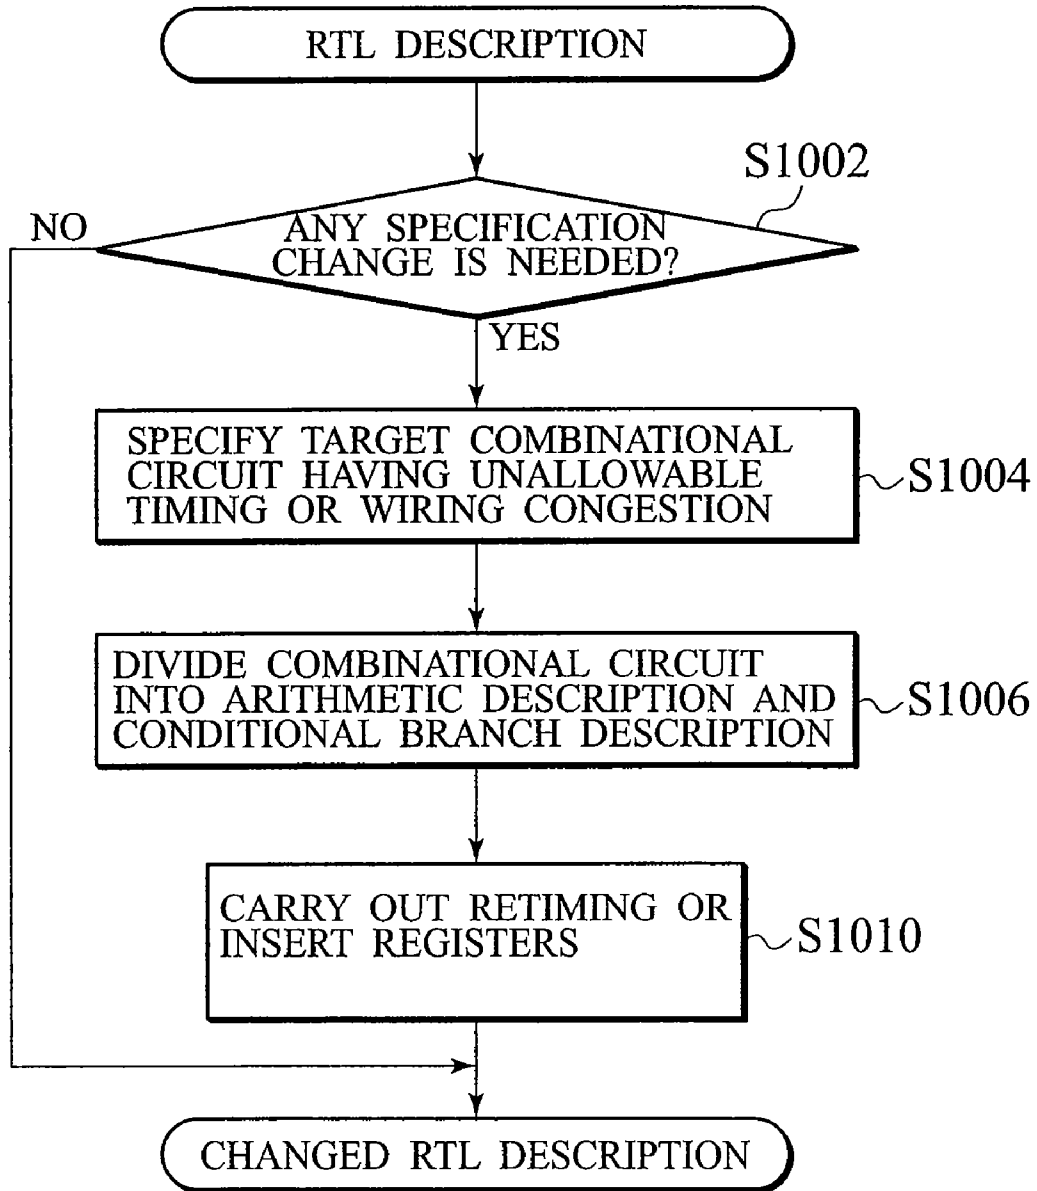 RTL DESCRIPTION
S1002
NO
ANY SPECIFICATION
CHANGE IS NEEDED?
YES
SPECIFY TARGET COMBINATIONAL
CIRCUIT HAVING UNALLOWABLE
TIMING OR WIRING CONGESTION
S1004
DIVIDE COMBINATIONAL CIRCUIT
INTO ARITHMETIC DESCRIPTION AND
CONDITIONAL BRANCH DESCRIPTION
S1006
CARRY OUT RETIMING OR
INSERT REGISTERS
S1010
CHANGED RTL DESCRIPTION